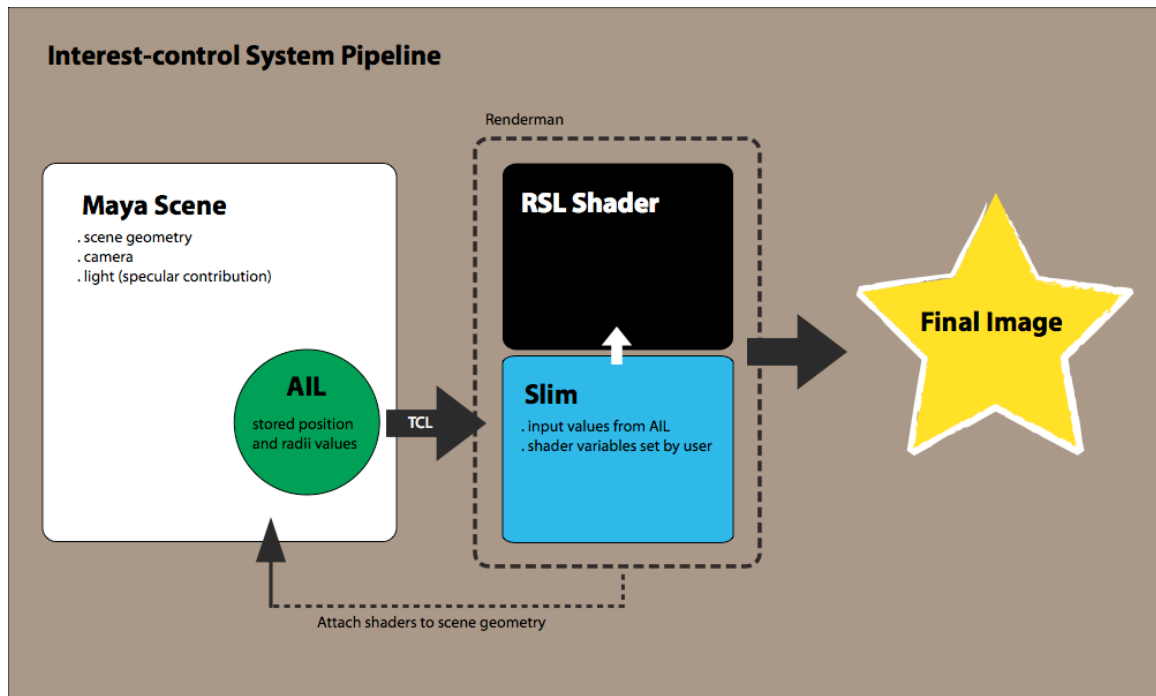 Interest-control System Pipeline
Renderman
Maya Scene
. scene geometry
. camera
. light (specular contribution)
AIL
stored position
and radii values
TCL
RSL Shader
Slim
. input values from AIL
. shader variables set by user
Final Image
Attach shaders to scene geometry